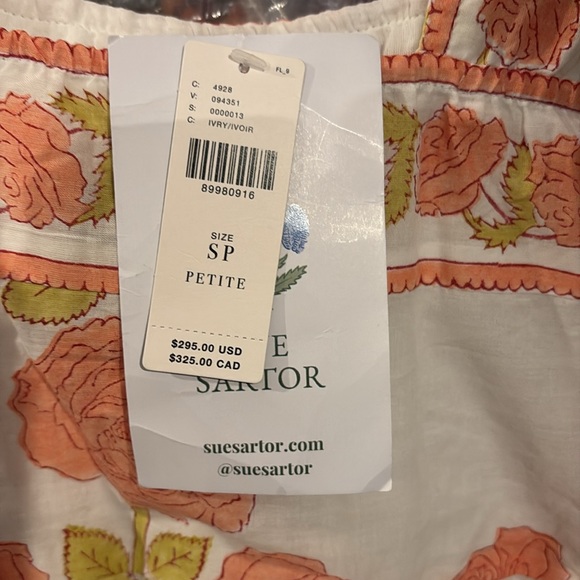 FL_9
C: 4928
V: 094351
S: 0000013
C: IVRY/IVOIR
89980916
SIZE
SP
PETITE
$295.00 USD
$325.00 CAD
E
SARTOR
suesartor.com
@suesartor